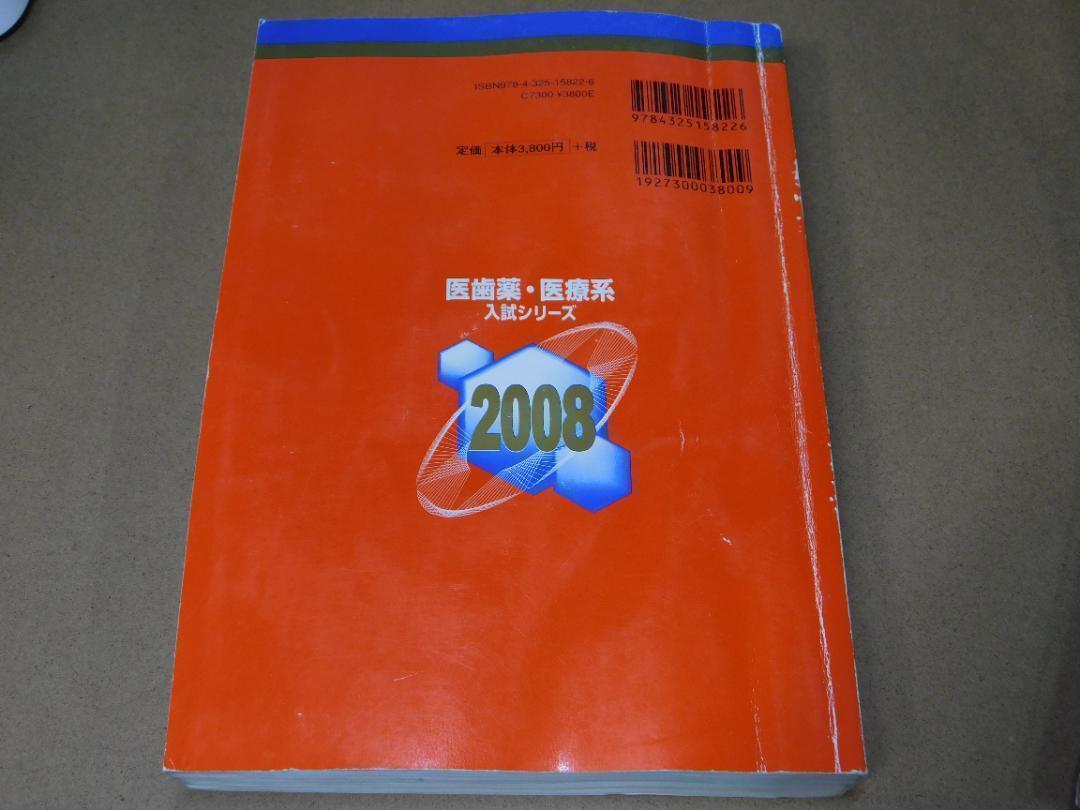 ISBN978-4-325-15822-6
C7300 ¥3800E
9784325158226
定価 本体3,800円 +税
1927300038009
医歯薬・医療系
入試シリーズ
2008